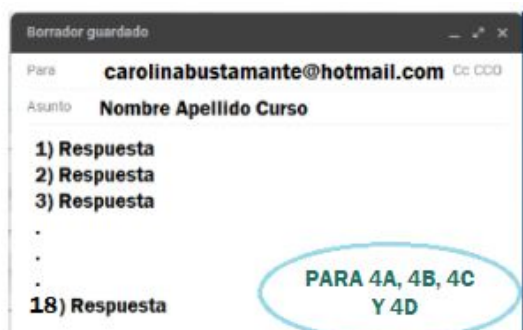 Borrador guardado
Para carolinabustamante@hotmail.com Cc CCO
Asunto Nombre Apellido Curso
1) Respuesta
2) Respuesta
3) Respuesta
.
.
.
18) Respuesta
PARA 4A, 4B, 4C
Y 4D